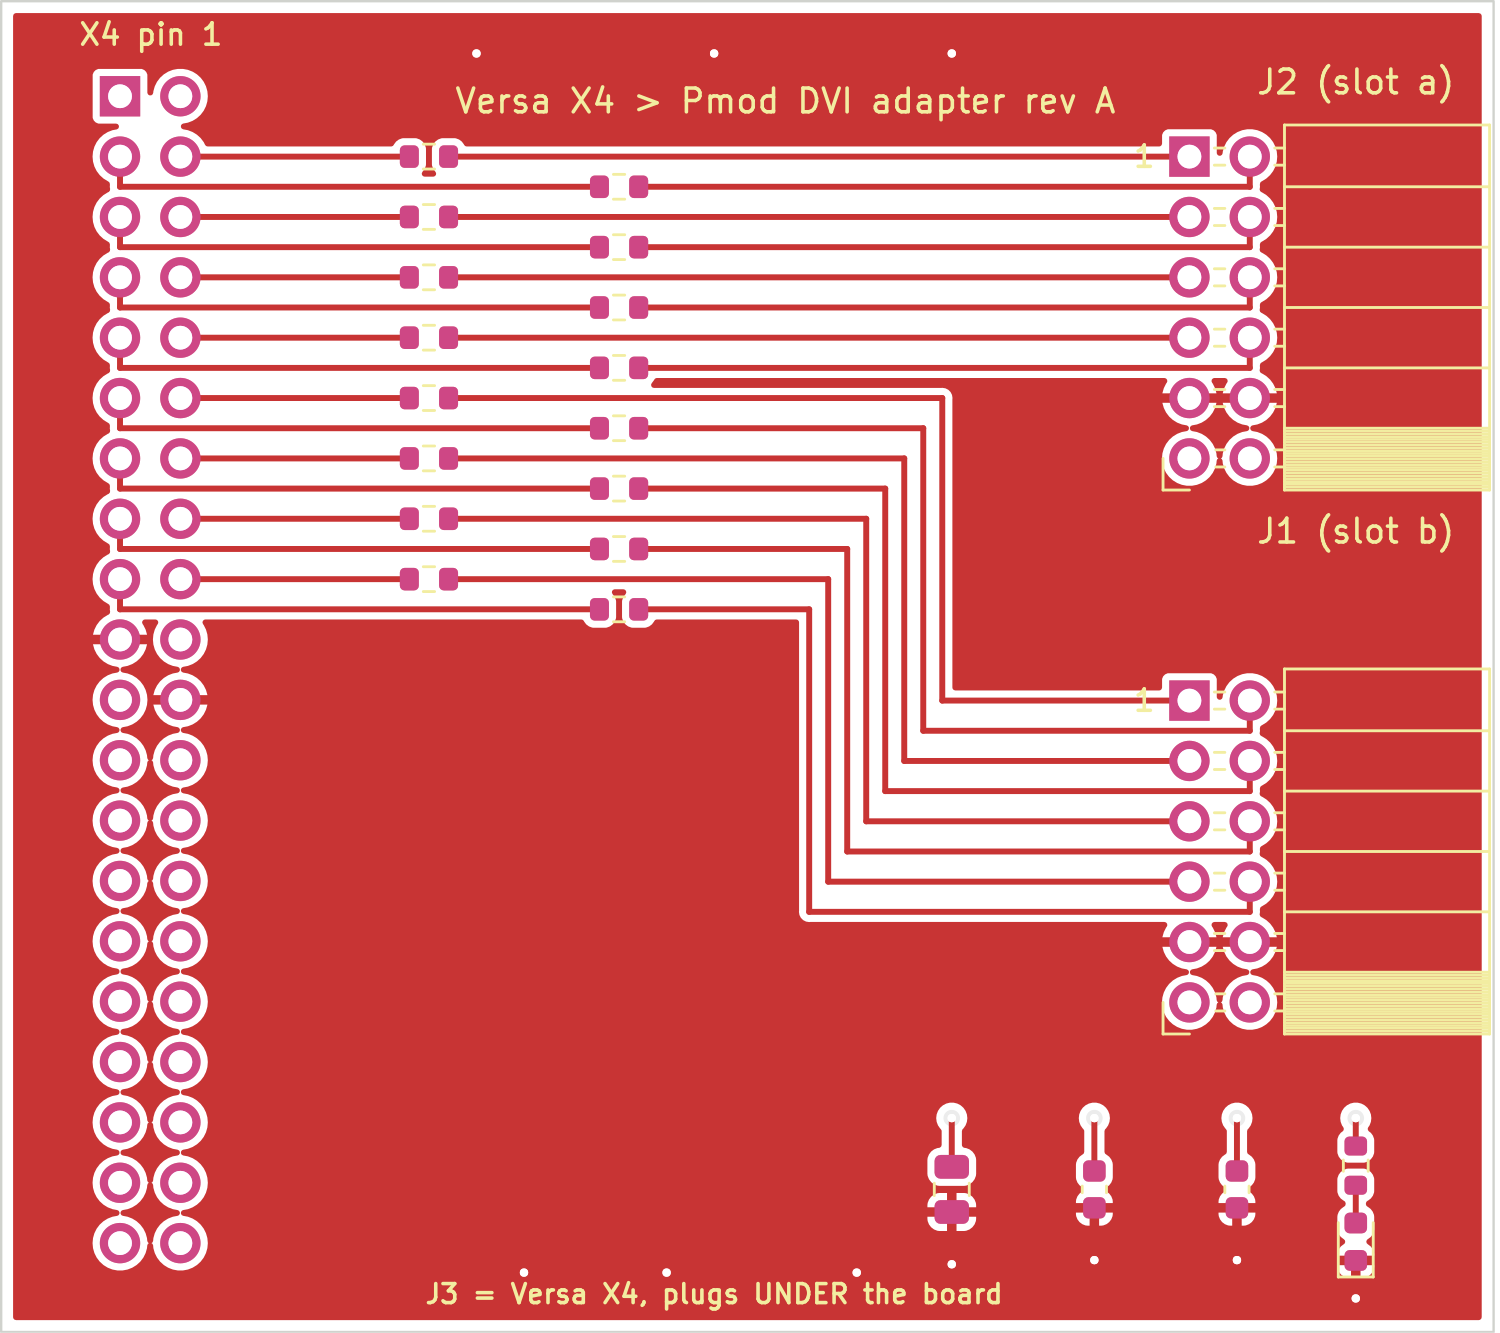 X4 pin 1
J2 (slot a)
Versa X4 > Pmod DVI adapter rev A
1
J1 (slot b)
1
J3 = Versa X4, plugs UNDER the board